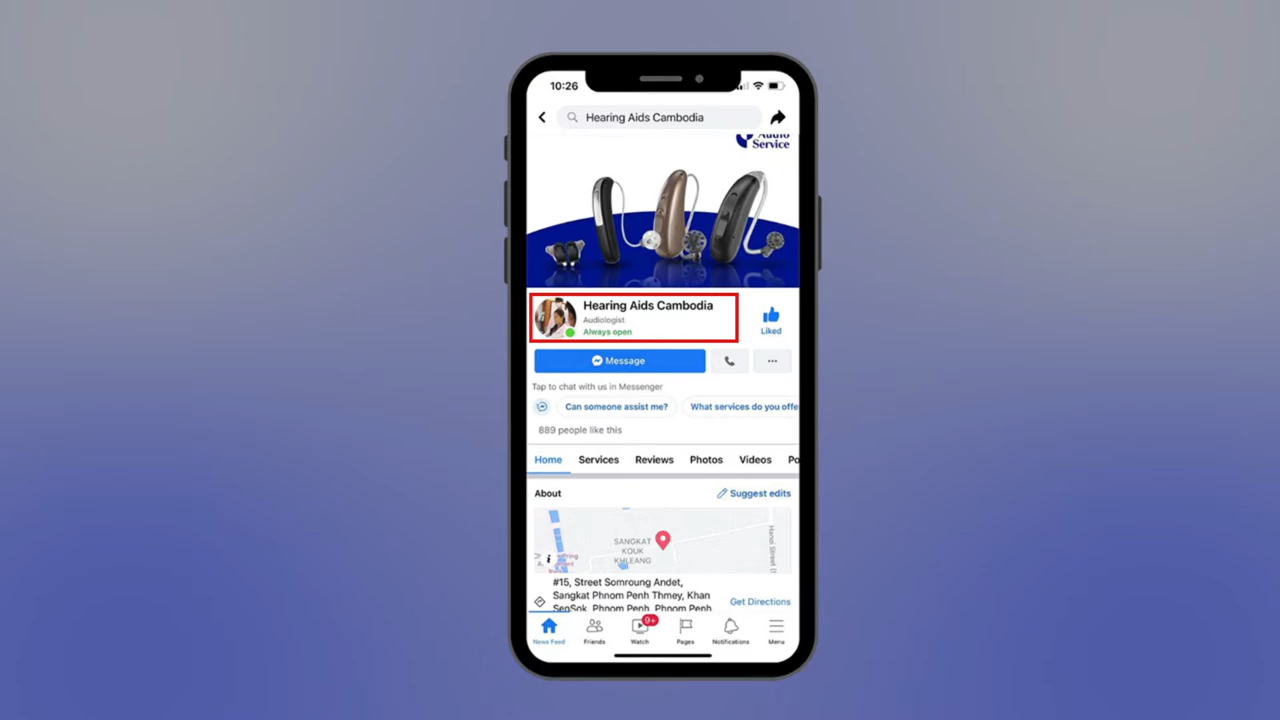 10:26
Hearing Aids Cambodia
Audio
Service
Hearing Aids Cambodia
Audiologist
Always open
Liked
Message
Tap to chat with us in Messenger
Can someone assist me? What services do you offe
889 people like this
Home Services Reviews Photos Videos Po
About Suggest edits
SANGKAT
KOUK
KHLEANG
Hanoi Street
#15, Street Somroung Andet,
Sangkat Phnom Penh Thmey, Khan
SenSok, Phnom Penh, Phnom Penh
Get Directions
9+
News Feed Friends Watch Pages Notifications Menu